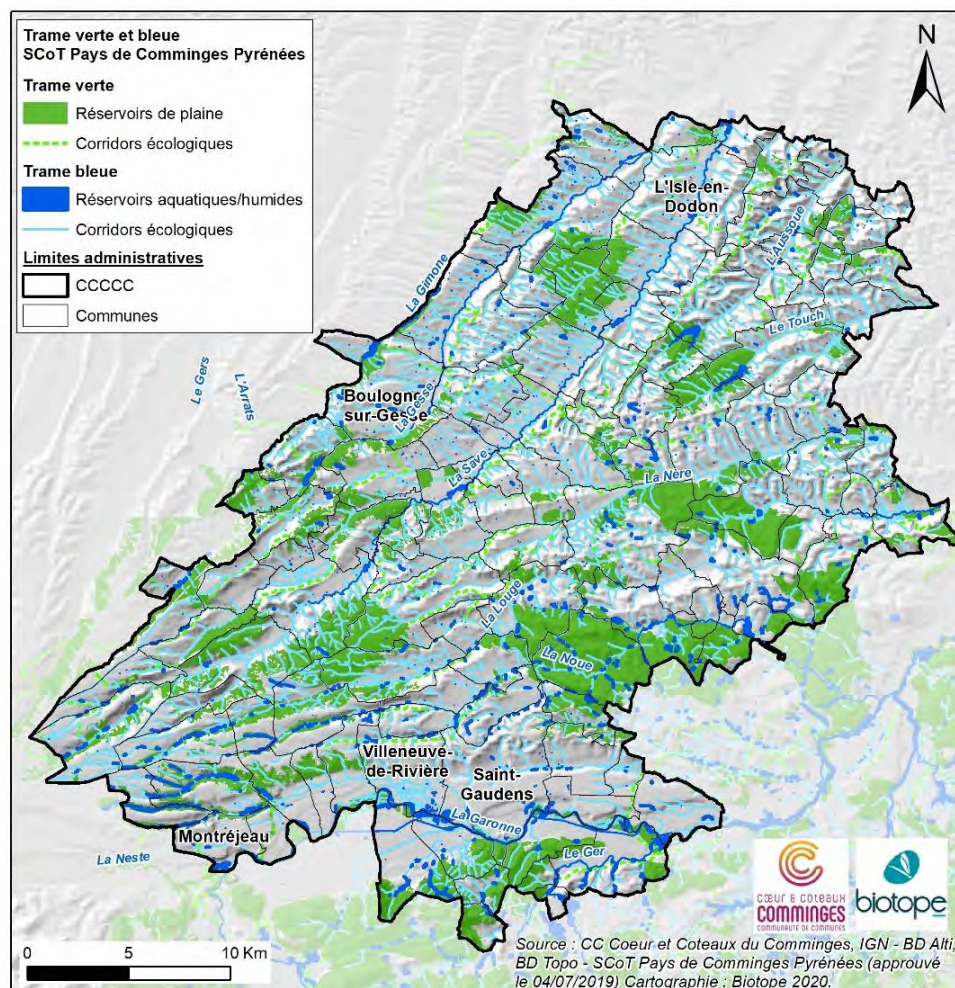 Trame verte et bleue
SCoT Pays de Comminges Pyrénées
Trame verte
Réservoirs de plaine
Corridors écologiques
Trame bleue
Réservoirs aquatiques/humides
Corridors écologiques
Limites administratives
CCCCC
Communes
N
L'Isle-en-
Dodon
L'Aussoue
La Gimone
Le Touch
Le Gers
L'Arrats
Boulogne-
sur-Gesse
La Gesse
La Save
La Nère
La Louge
La Noue
Villeneuve-
de-Rivière
Saint-
Gaudens
La Garonne
Montréjeau
La Neste
Le Ger
0 5 10 Km
CŒUR & COTEAUX
COMMINGES
COMMUNAUTÉ DE COMMUNES
biotope
Source : CC Coeur et Coteaux du Comminges, IGN - BD Alti,
BD Topo - SCoT Pays de Comminges Pyrénées (approuvé
le 04/07/2019) Cartographie : Biotope 2020.